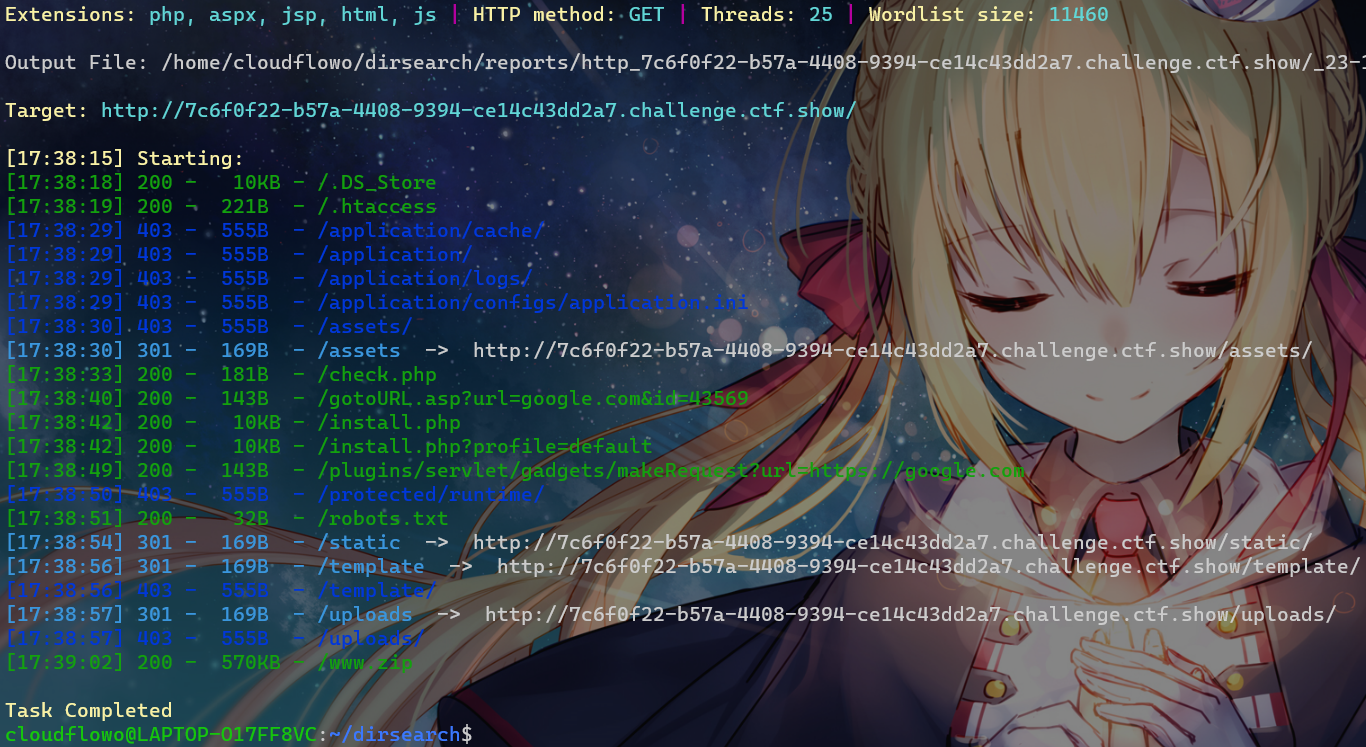 Extensions: php, aspx, jsp, html, js | HTTP method: GET | Threads: 25 | Wordlist size: 11460
Output File: /home/cloudflowo/dirsearch/reports/http_7c6f0f22-b57a-4408-9394-ce14c43dd2a7.challenge.ctf.show/_23-1
Target: http://7c6f0f22-b57a-4408-9394-ce14c43dd2a7.challenge.ctf.show/
[17:38:15] Starting:
[17:38:18] 200 -   10KB - /.DS_Store
[17:38:19] 200 -  221B  - /.htaccess
[17:38:29] 403 -  555B  - /application/cache/
[17:38:29] 403 -  555B  - /application/
[17:38:29] 403 -  555B  - /application/logs/
[17:38:29] 403 -  555B  - /application/configs/application.ini
[17:38:30] 403 -  555B  - /assets/
[17:38:30] 301 -  169B  - /assets  ->  http://7c6f0f22-b57a-4408-9394-ce14c43dd2a7.challenge.ctf.show/assets/
[17:38:33] 200 -  181B  - /check.php
[17:38:40] 200 -  143B  - /gotoURL.asp?url=google.com&id=43569
[17:38:42] 200 -   10KB - /install.php
[17:38:42] 200 -   10KB - /install.php?profile=default
[17:38:49] 200 -  143B  - /plugins/servlet/gadgets/makeRequest?url=https://google.com
[17:38:50] 403 -  555B  - /protected/runtime/
[17:38:51] 200 -   32B  - /robots.txt
[17:38:54] 301 -  169B  - /static  ->  http://7c6f0f22-b57a-4408-9394-ce14c43dd2a7.challenge.ctf.show/static/
[17:38:56] 301 -  169B  - /template  ->  http://7c6f0f22-b57a-4408-9394-ce14c43dd2a7.challenge.ctf.show/template/
[17:38:56] 403 -  555B  - /template/
[17:38:57] 301 -  169B  - /uploads  ->  http://7c6f0f22-b57a-4408-9394-ce14c43dd2a7.challenge.ctf.show/uploads/
[17:38:57] 403 -  555B  - /uploads/
[17:39:02] 200 -  570KB - /www.zip
Task Completed
cloudflowo@LAPTOP-O17FF8VC:~/dirsearch$